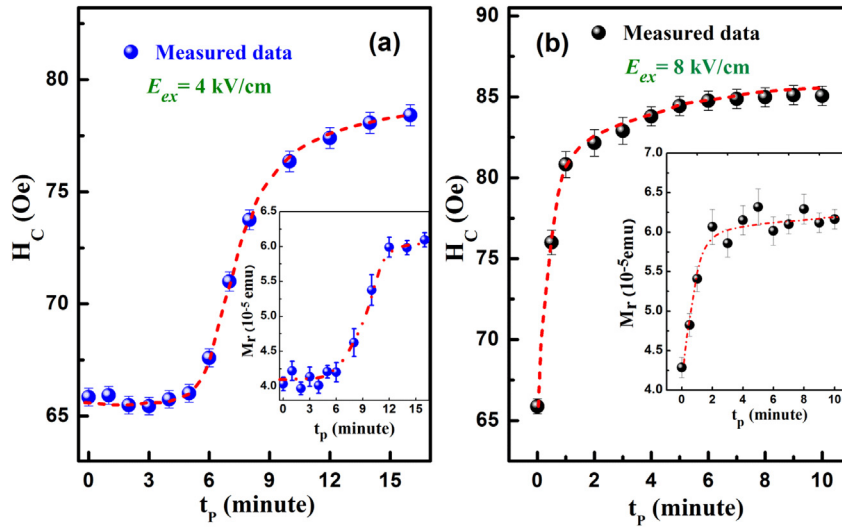 (a)
Measured data
E_ex= 4 kV/cm
H_C (Oe)
80
75
70
65
0 3 6 9 12 15
t_P (minute)
M_r (10^-5 emu)
6.5
6.0
5.5
5.0
4.5
4.0
0 3 6 9 12 15
t_p (minute)
(b)
Measured data
E_ex= 8 kV/cm
H_C (Oe)
90
85
80
75
70
65
0 2 4 6 8 10
t_P (minute)
M_r (10^-5 emu)
7.0
6.5
6.0
5.5
5.0
4.5
4.0
0 2 4 6 8 10
t_p (minute)